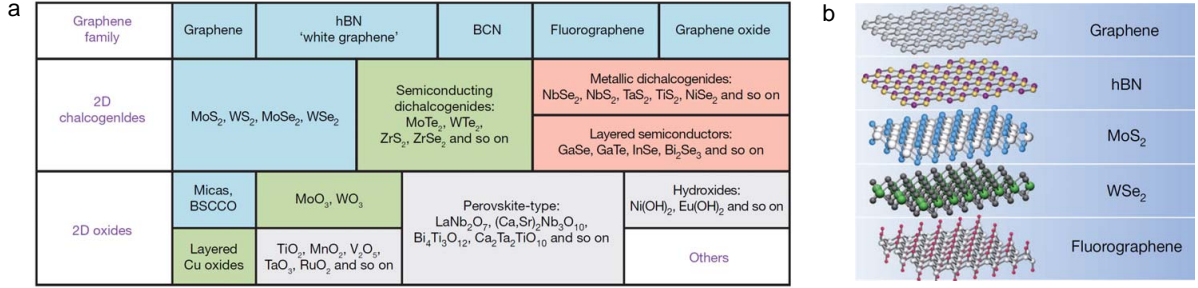 a
Graphene
family
Graphene
hBN
'white graphene'
BCN
Fluorographene
Graphene oxide
2D
chalcogenIdes
MoS₂, WS₂, MoSe₂, WSe₂
Semiconducting
dichalcogenides:
MoTe₂, WTe₂,
ZrS₂, ZrSe₂ and so on
Metallic dichalcogenides:
NbSe₂, NbS₂, TaS₂, TiS₂, NiSe₂ and so on
Layered semiconductors:
GaSe, GaTe, InSe, Bi₂Se₃ and so on
2D oxides
Micas,
BSCCO
MoO₃, WO₃
Perovskite-type:
LaNb₂O₇, (Ca,Sr)₂Nb₃O₁₀,
Bi₄Ti₃O₁₂, Ca₂Ta₂TiO₁₀ and so on
Hydroxides:
Ni(OH)₂, Eu(OH)₂ and so on
Layered
Cu oxides
TiO₂, MnO₂, V₂O₅,
TaO₃, RuO₂ and so on
Others
b
Graphene
hBN
MoS₂
WSe₂
Fluorographene